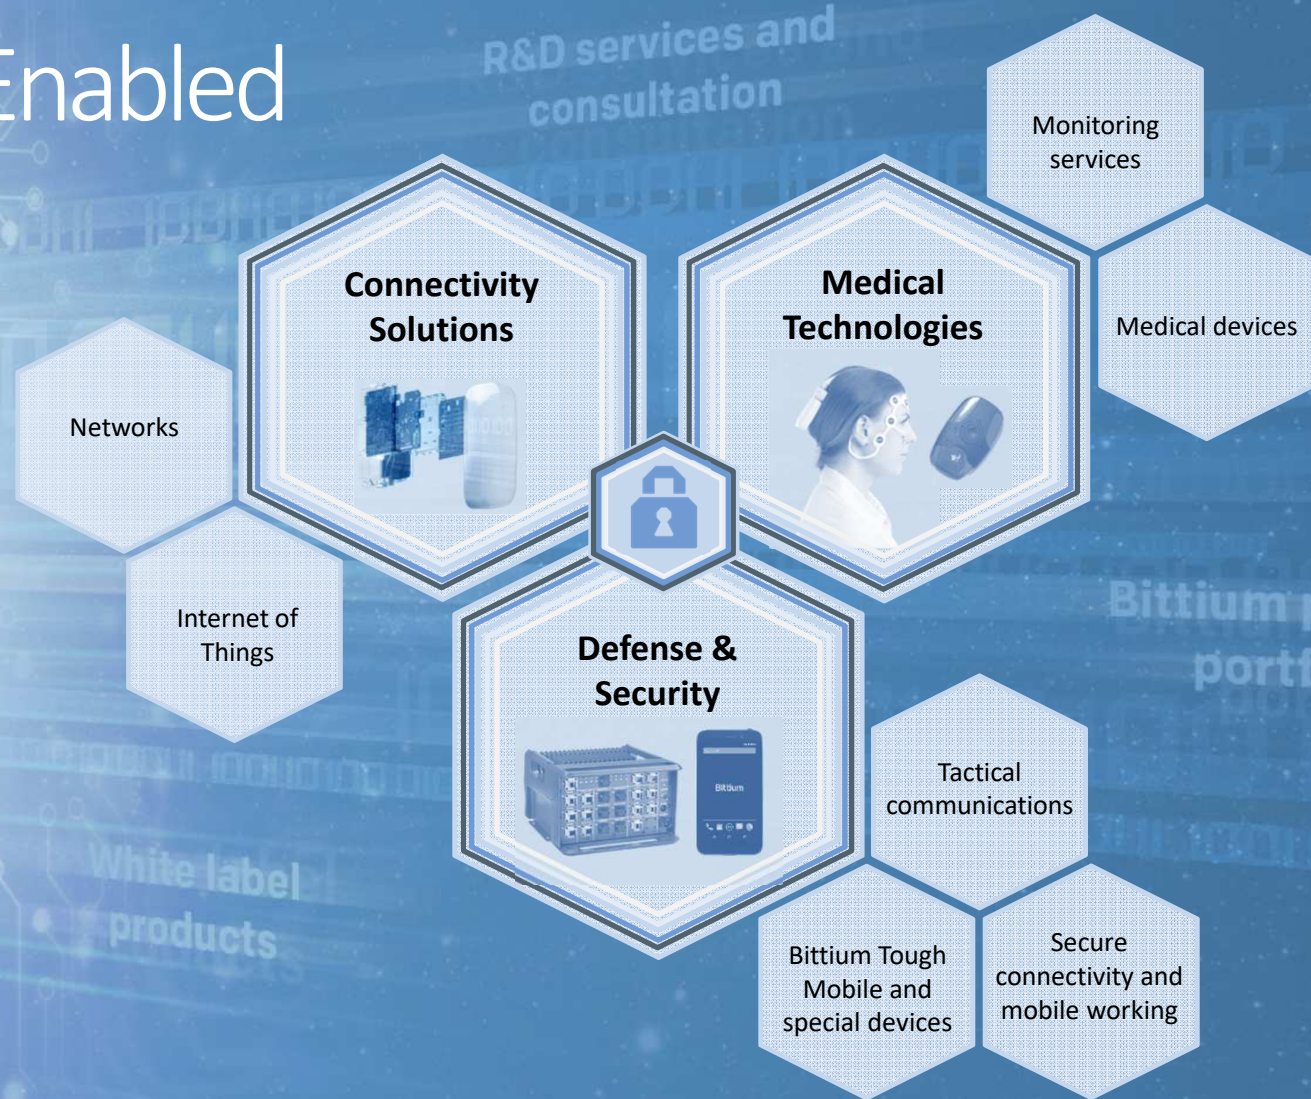 Enabled
R&D services and
consultation
Monitoring
services
Connectivity
Solutions
Medical
Technologies
Medical devices
Networks
Internet of
Things
Bittium
Defense &
Security
Bittium
Tactical
communications
White label
products
Bittium Tough
Mobile and
special devices
Secure
connectivity and
mobile working